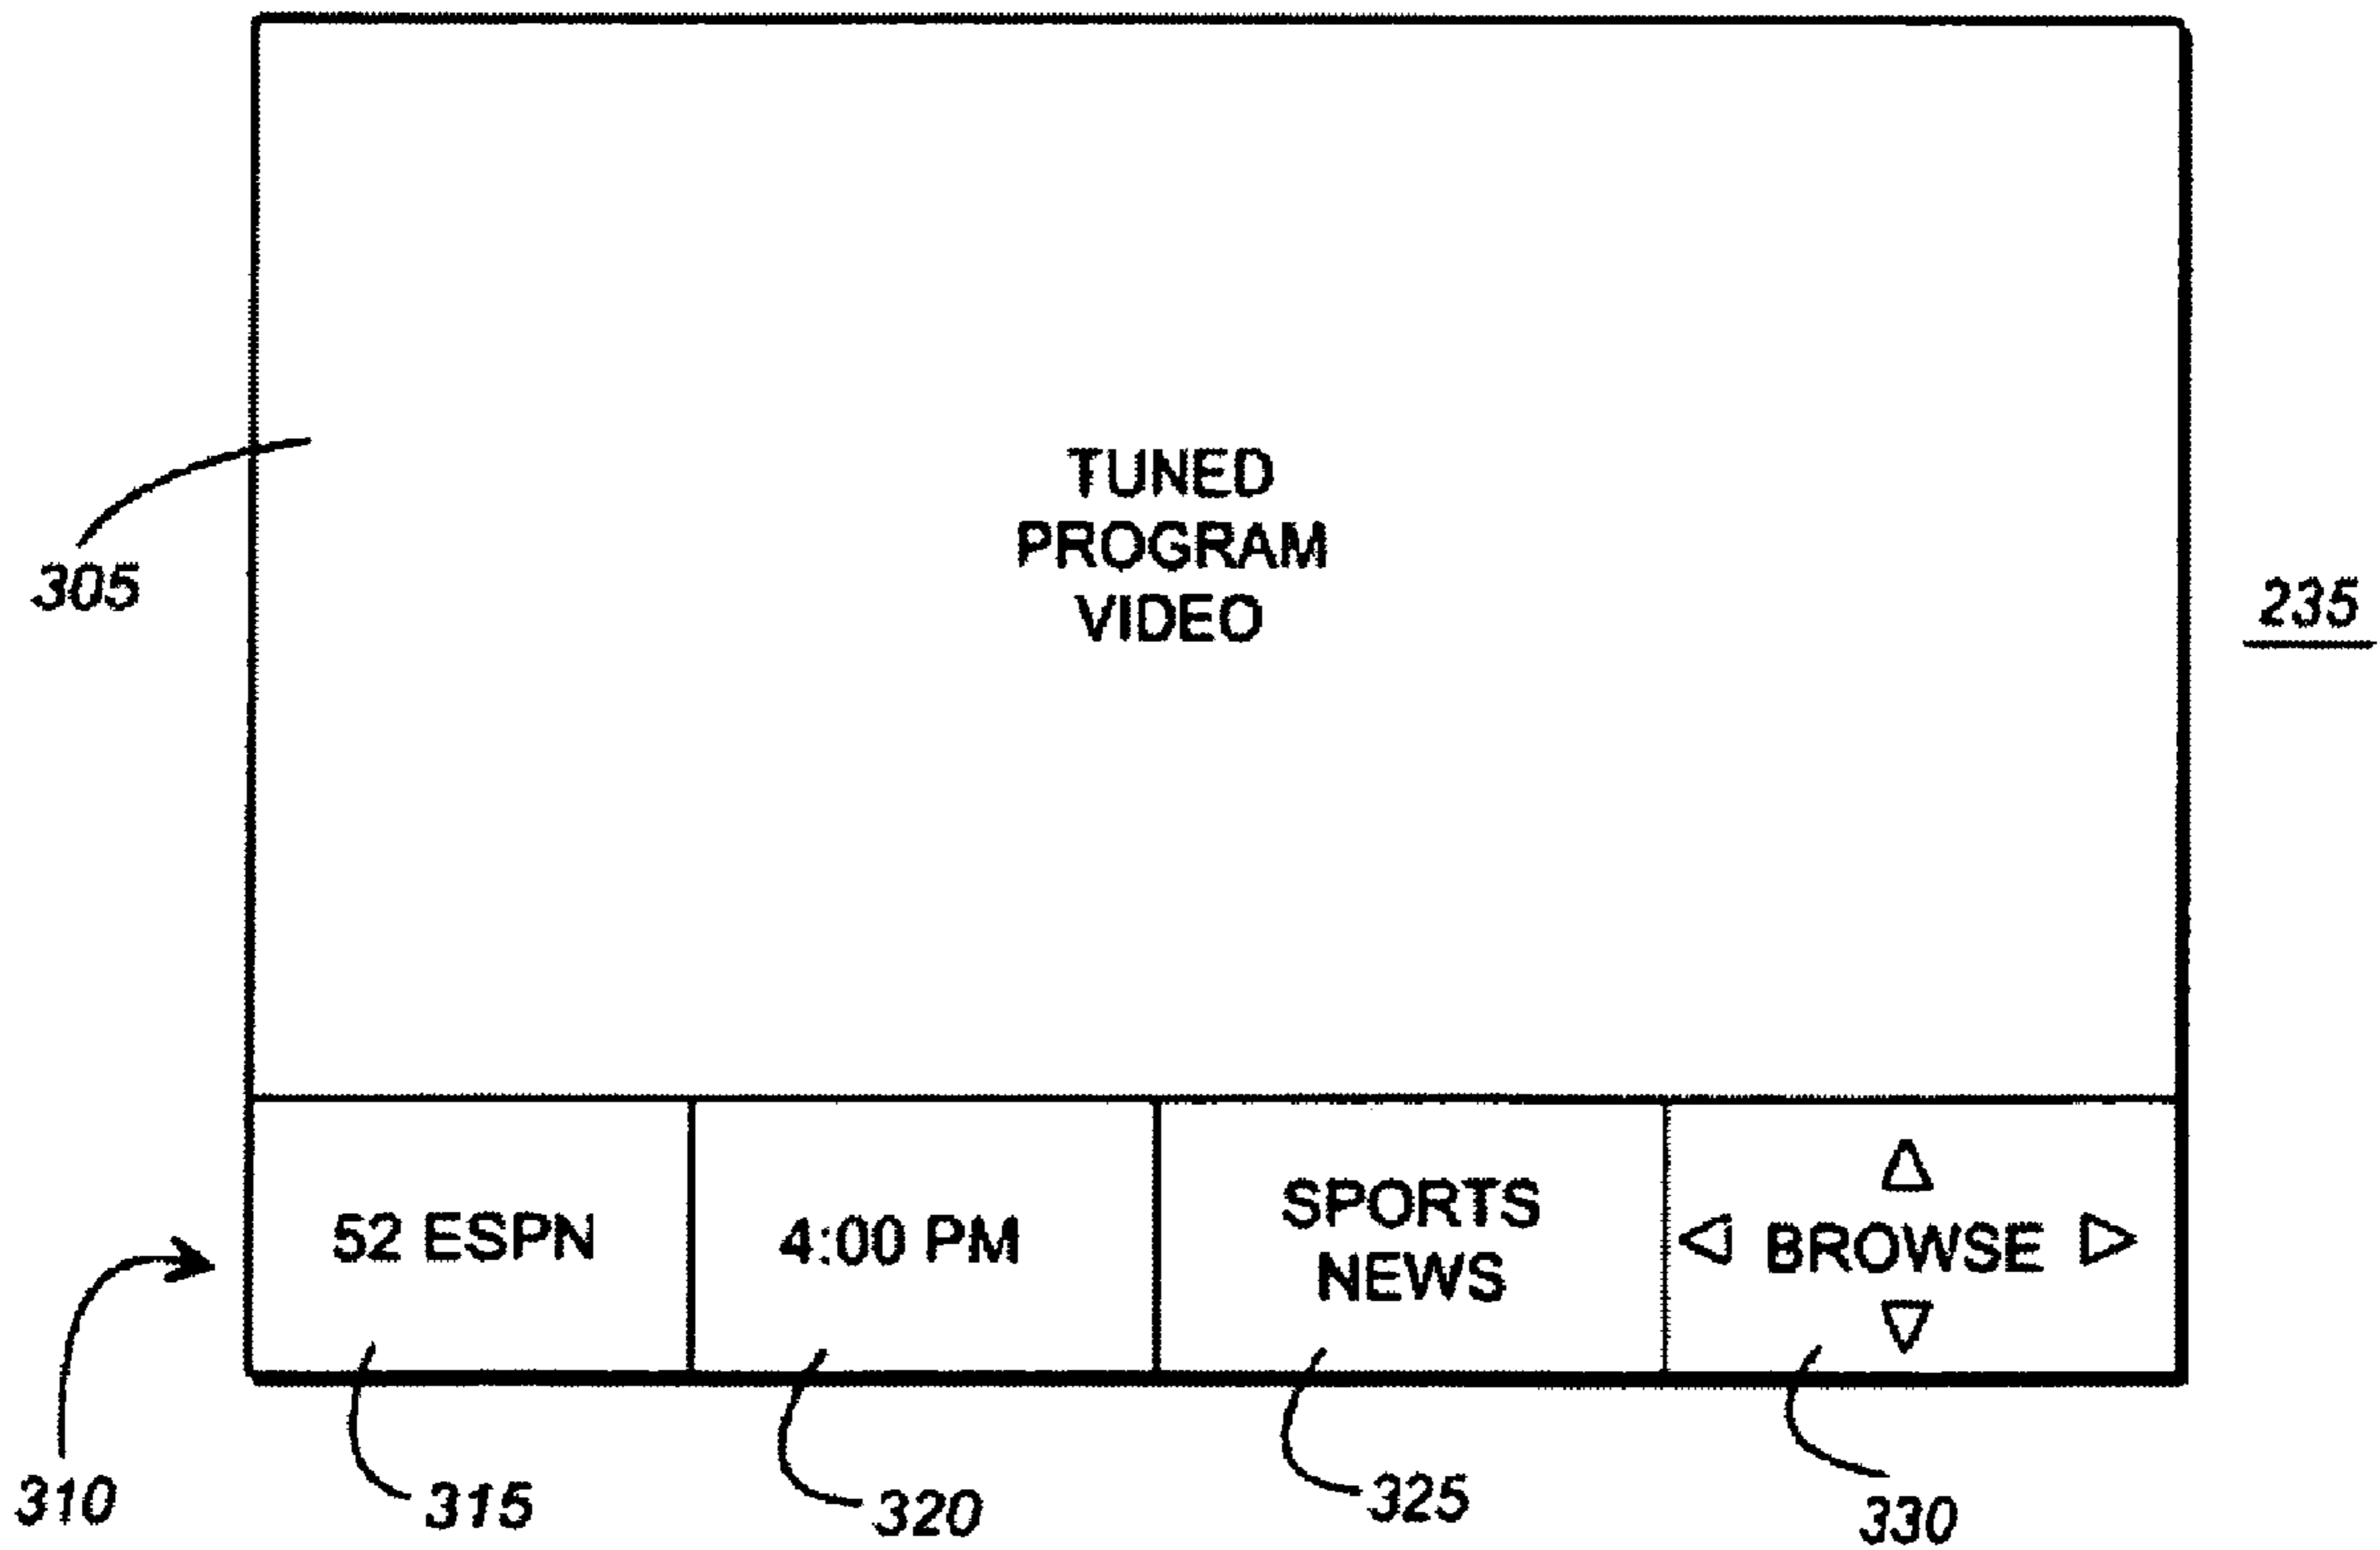 TUNED
PROGRAM
VIDEO
305
235
52 ESPN
4:00 PM
SPORTS
NEWS
BROWSE
310
315
320
325
330